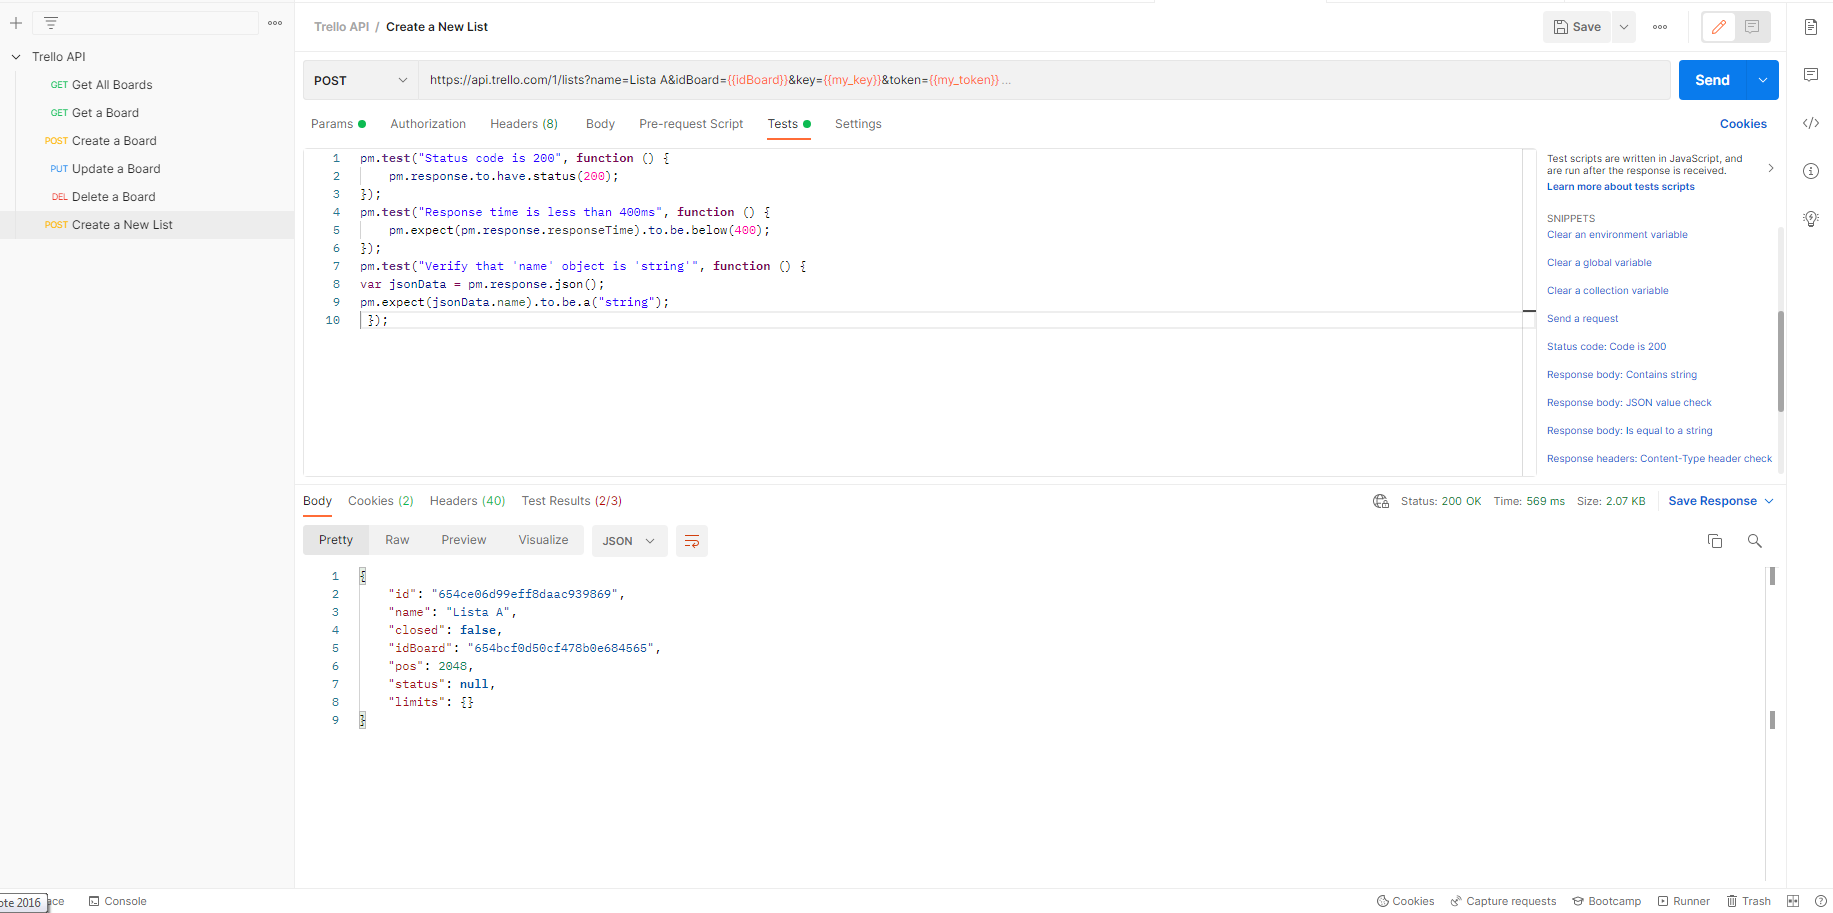 Trello API
GET Get All Boards
GET Get a Board
POST Create a Board
PUT Update a Board
DEL Delete a Board
POST Create a New List
Trello API / Create a New List
Save
POST
https://api.trello.com/1/lists?name=Lista A&idBoard={{idBoard}}&key={{my_key}}&token={{my_token}} ...
Send
Params
Authorization
Headers (8)
Body
Pre-request Script
Tests
Settings
Cookies
1 pm.test("Status code is 200", function () {
2 pm.response.to.have.status(200);
3 });
4 pm.test("Response time is less than 400ms", function () {
5 pm.expect(pm.response.responseTime).to.be.below(400);
6 });
7 pm.test("Verify that 'name' object is 'string'", function () {
8 var jsonData = pm.response.json();
9 pm.expect(jsonData.name).to.be.a("string");
10 });
Test scripts are written in JavaScript, and
are run after the response is received.
Learn more about tests scripts
SNIPPETS
Clear an environment variable
Clear a global variable
Clear a collection variable
Send a request
Status code: Code is 200
Response body: Contains string
Response body: JSON value check
Response body: Is equal to a string
Response headers: Content-Type header check
Body
Cookies (2)
Headers (40)
Test Results (2/3)
Status: 200 OK
Time: 569 ms
Size: 2.07 KB
Save Response
Pretty
Raw
Preview
Visualize
JSON
1 {
2 "id": "654ce06d99eff8daac939869",
3 "name": "Lista A",
4 "closed": false,
5 "idBoard": "654bcf0d50cf478b0e684565",
6 "pos": 2048,
7 "status": null,
8 "limits": {}
9 }
ote 2016
ace
Console
Cookies
Capture requests
Bootcamp
Runner
Trash